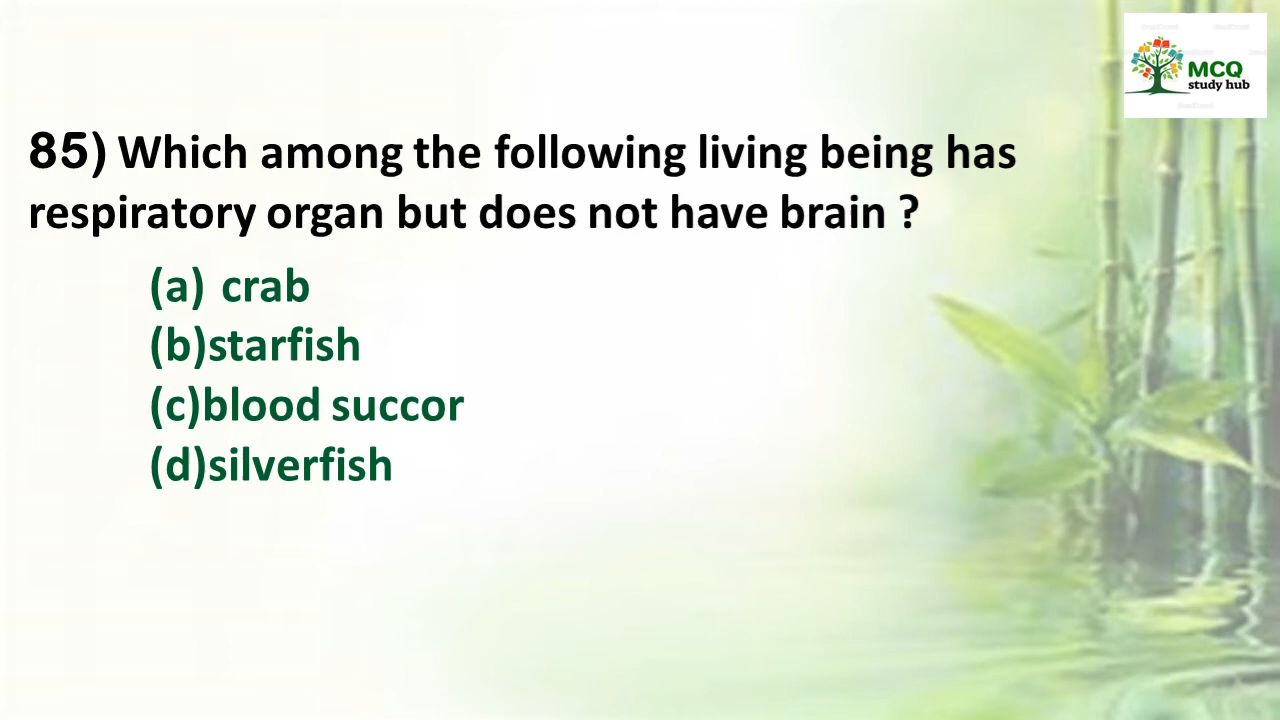 MCQ
study hub
85) Which among the following living being has
respiratory organ but does not have brain ?
(a) crab
(b)starfish
(c)blood succor
(d)silverfish